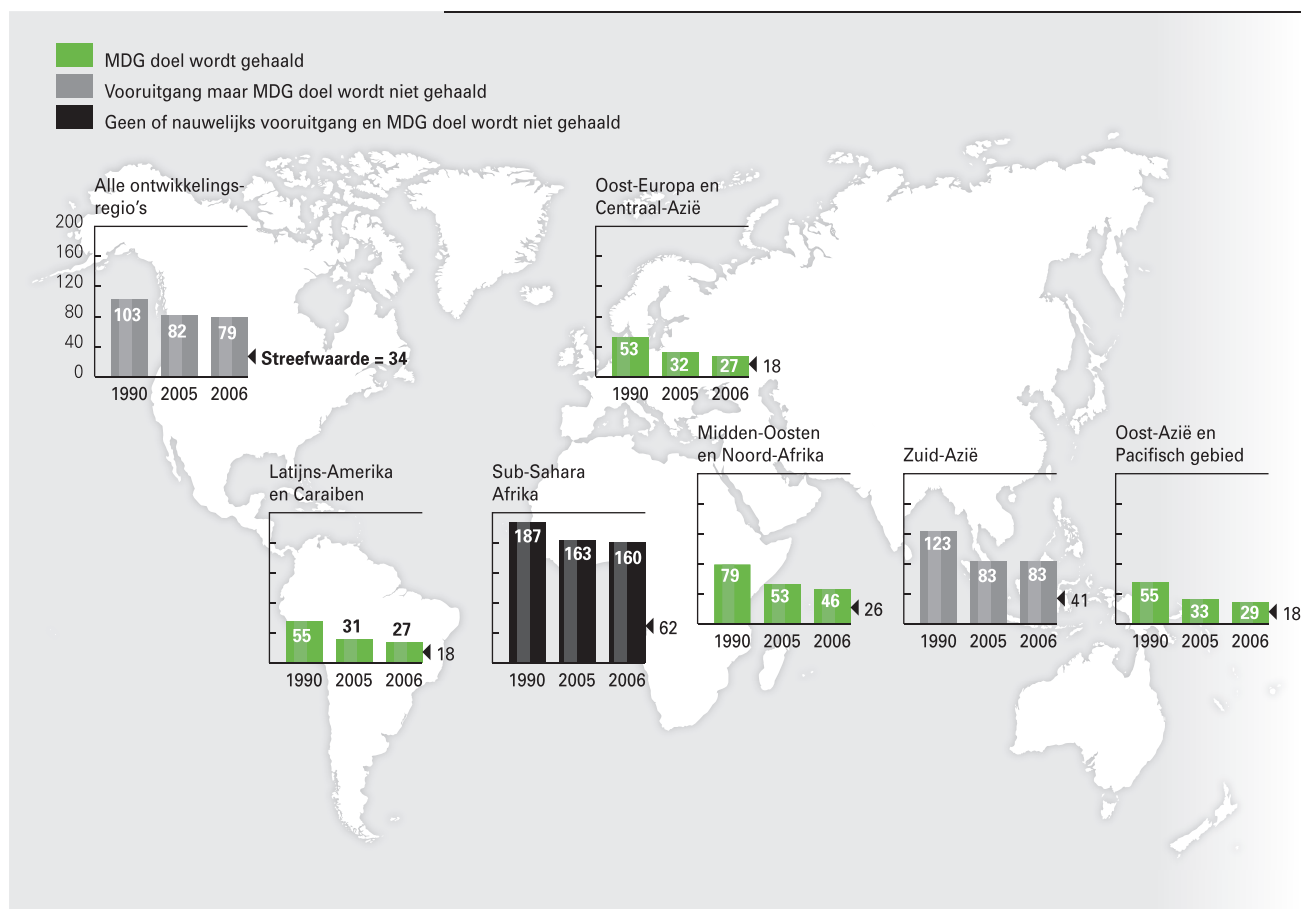 MDG doel wordt gehaald
Vooruitgang maar MDG doel wordt niet gehaald
Geen of nauwelijks vooruitgang en MDG doel wordt niet gehaald
Alle ontwikkelings-
regio's
200
160
120
80
40
0
103
82
79
Streefwaarde = 34
1990 2005 2006
Oost-Europa en
Centraal-Azië
53
32
27
18
1990 2005 2006
Latijns-Amerika
en Caraiben
55
31
27
18
1990 2005 2006
Sub-Sahara
Afrika
187
163
160
62
1990 2005 2006
Midden-Oosten
en Noord-Afrika
79
53
46
26
1990 2005 2006
Zuid-Azië
123
83
83
41
1990 2005 2006
Oost-Azië en
Pacifisch gebied
55
33
29
18
1990 2005 2006